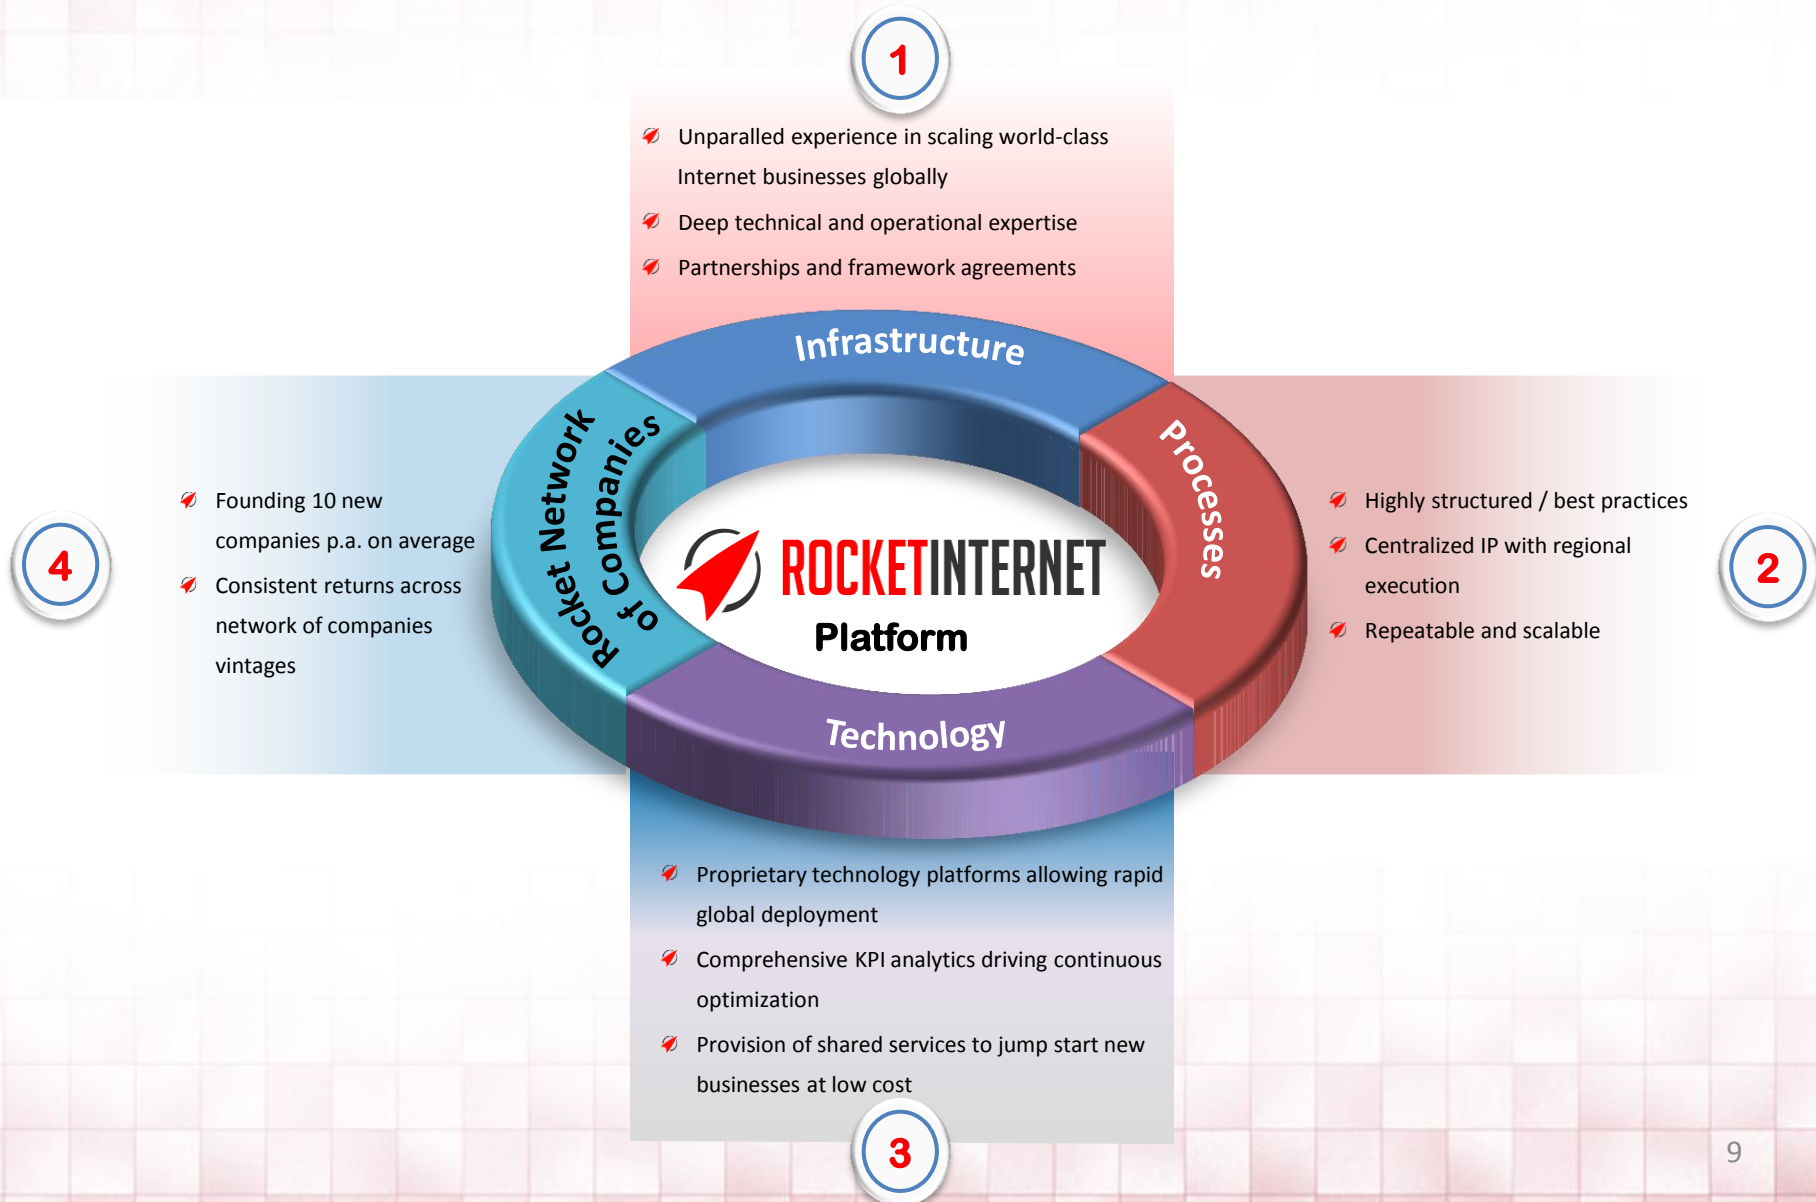 1
Unparalled experience in scaling world-class
Internet businesses globally
Deep technical and operational expertise
Partnerships and framework agreements
Infrastructure
Processes
Highly structured / best practices
Centralized IP with regional
execution
Repeatable and scalable
2
Technology
Proprietary technology platforms allowing rapid
global deployment
Comprehensive KPI analytics driving continuous
optimization
Provision of shared services to jump start new
businesses at low cost
3
Rocket Network
of Companies
Founding 10 new
companies p.a. on average
Consistent returns across
network of companies
vintages
4
ROCKETINTERNET
Platform
9